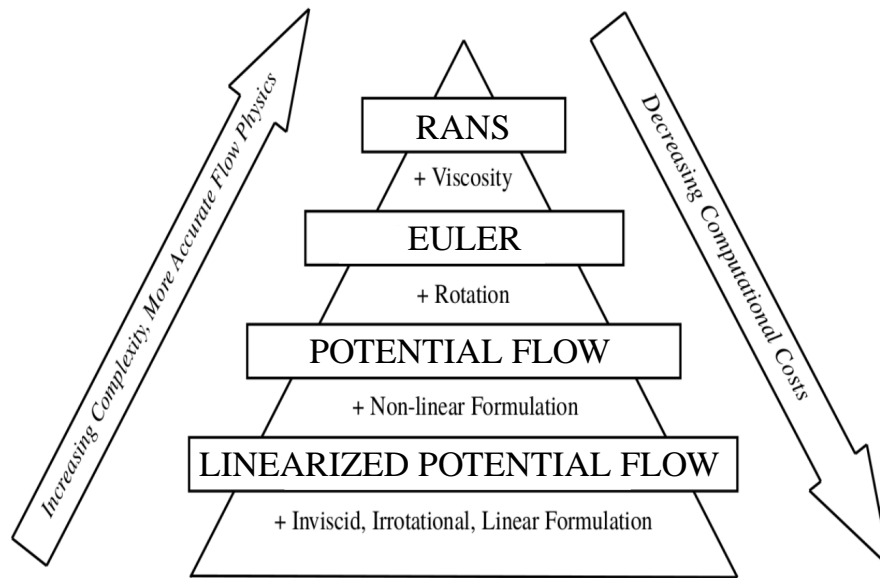 Increasing Complexity, More Accurate Flow Physics
Decreasing Computational Costs
RANS
+ Viscosity
EULER
+ Rotation
POTENTIAL FLOW
+ Non-linear Formulation
LINEARIZED POTENTIAL FLOW
+ Inviscid, Irrotational, Linear Formulation